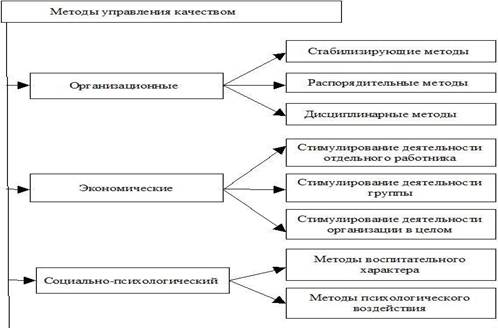 Методы управления качеством
Организационные
Стабилизирующие методы
Распорядительные методы
Дисциплинарные методы
Экономические
Стимулирование деятельности
отдельного работника
Стимулирование деятельности
группы
Стимулирование деятельности
организации в целом
Социально-психологический
Методы воспитательного
характера
Методы психологического
воздействия